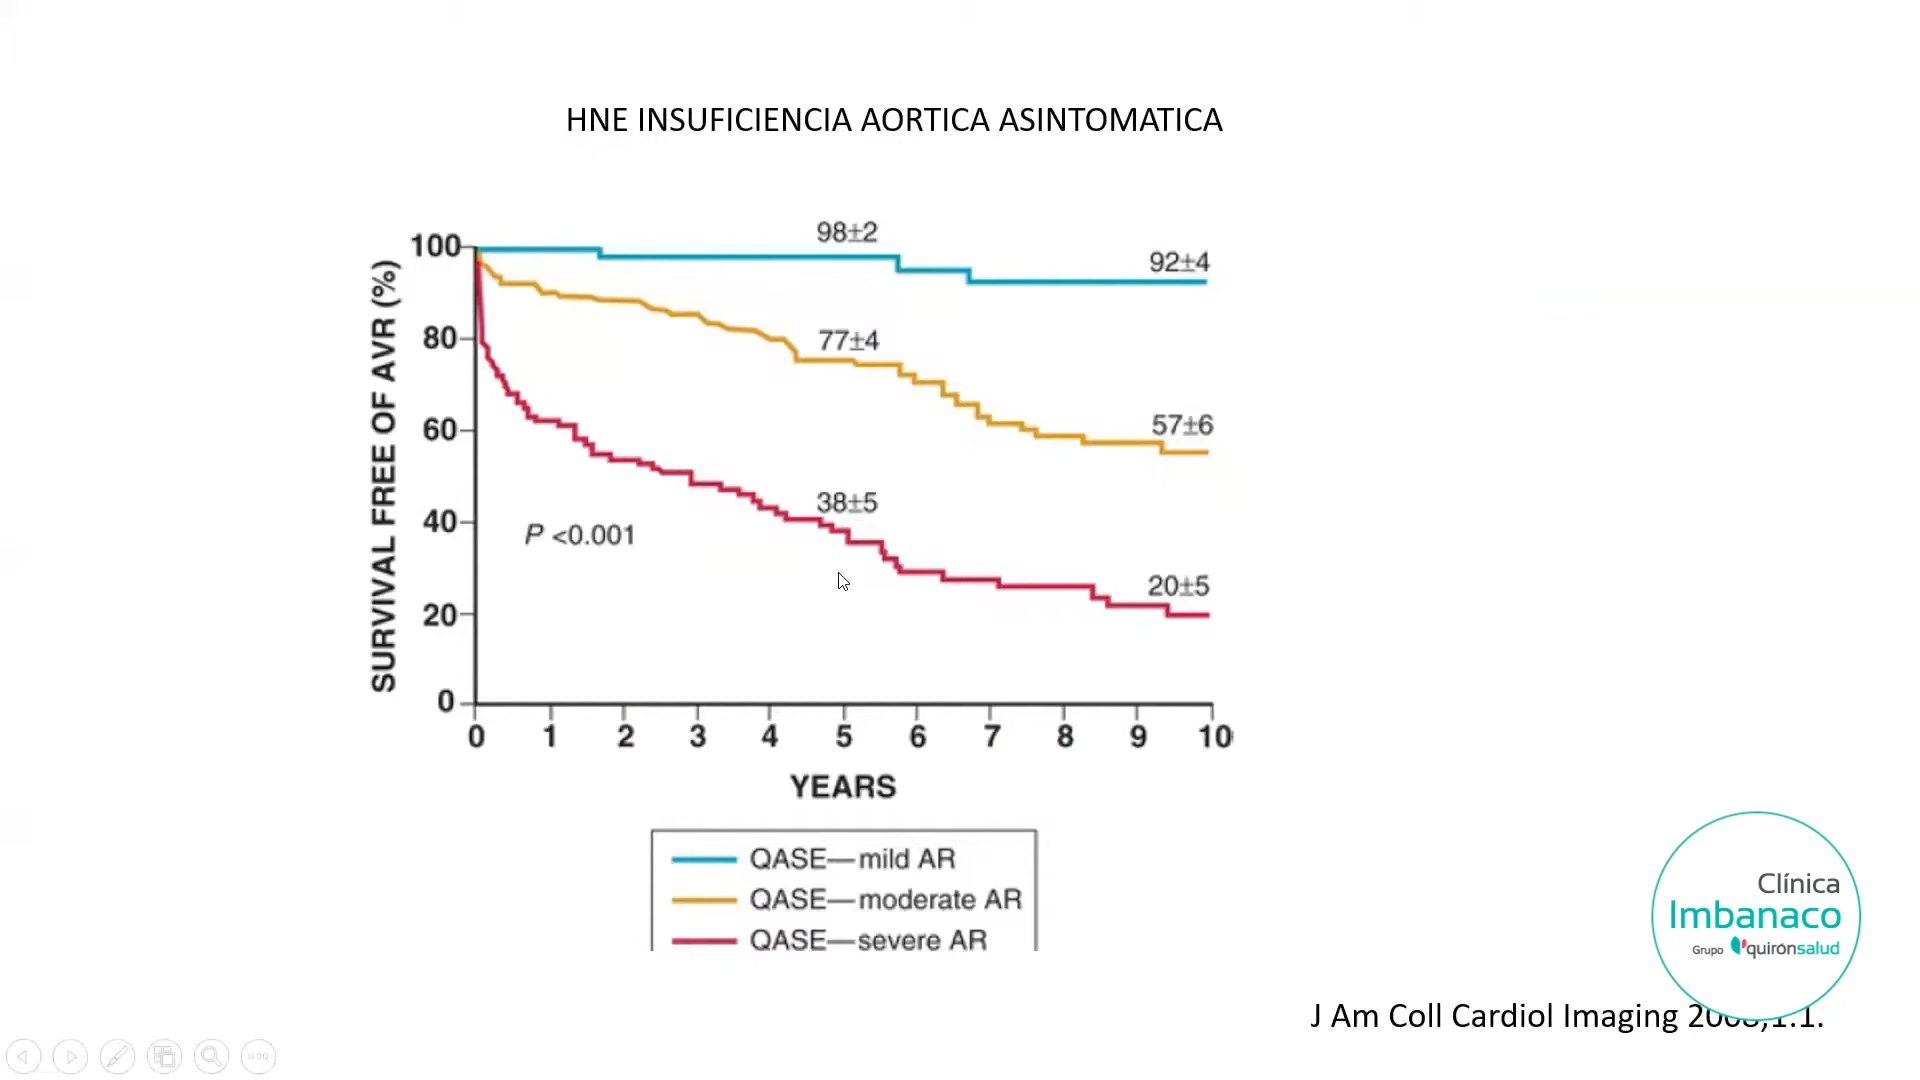 HNE INSUFICIENCIA AORTICA ASINTOMATICA
SURVIVAL FREE OF AVR (%)
100
80
60
40
20
0
98±2
92±4
77±4
57±6
38±5
20±5
P <0.001
0 1 2 3 4 5 6 7 8 9 10
YEARS
QASE—mild AR
QASE—moderate AR
QASE—severe AR
Clínica
Imbanaco
Grupo quirónsalud
J Am Coll Cardiol Imaging